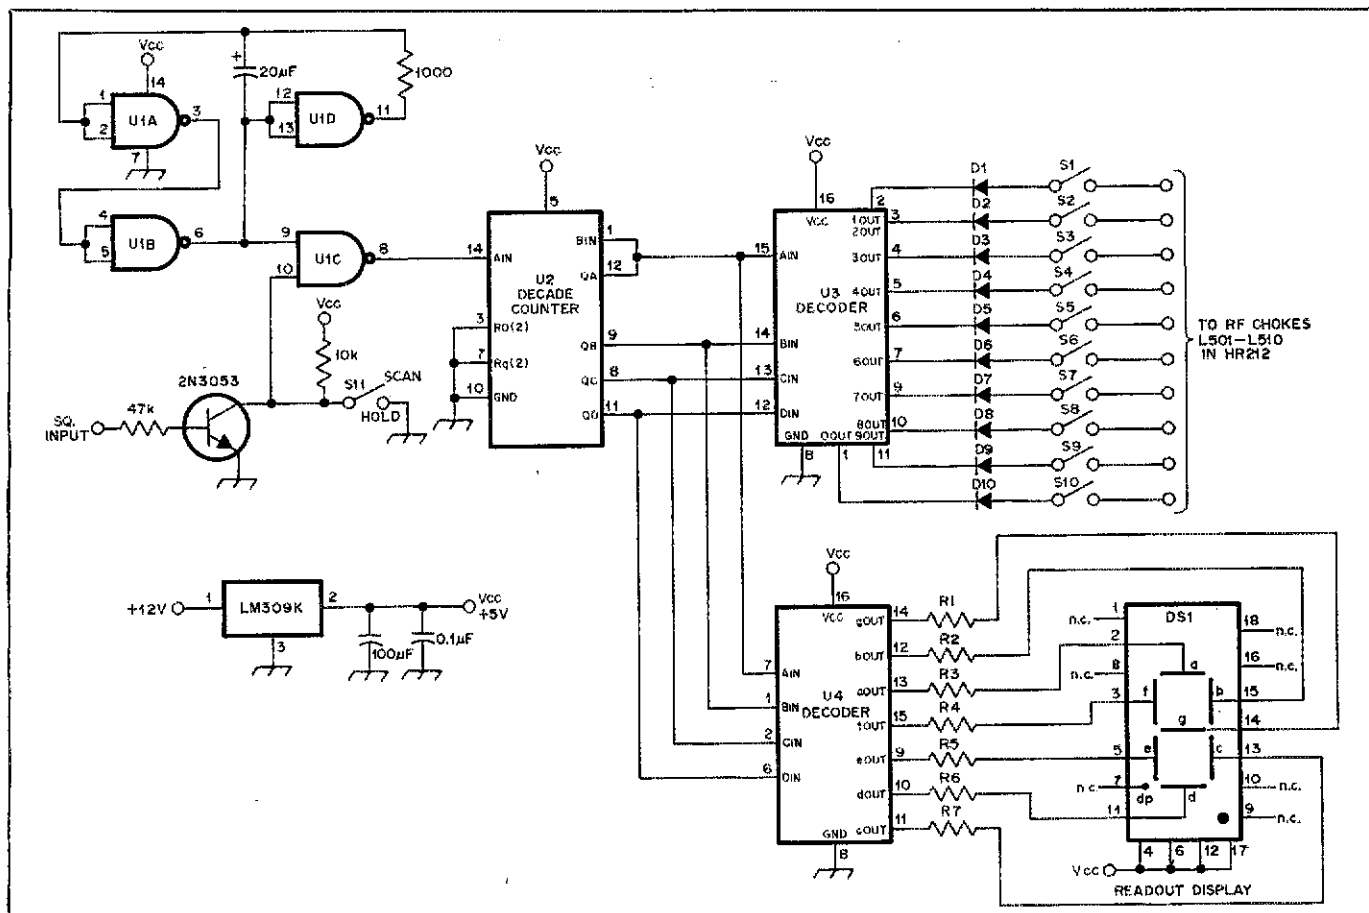 Vcc
14
1
2
U1A
3
7
+
20µF
12
13
U1D
11
1000
4
5
U1B
6
9
10
U1C
8
Vcc
10k
S11
SCAN
HOLD
2N3053
SQ.
INPUT
47k
+12V
1
LM309K
2
3
100µF
0.1µF
Vcc
+5V
Vcc
5
14
AIN
U2
DECADE
COUNTER
BIN
1
QA
12
3
RO(2)
7
R9(2)
10
GND
QB
9
QC
8
QD
11
Vcc
16
VCC
15
AIN
U3
DECODER
14
BIN
13
CIN
12
DIN
GND
8
1OUT
2
2OUT
3
3OUT
4
4OUT
5
5OUT
6
6OUT
7
7OUT
9
8OUT
10
0OUT
9OUT
1
11
D1
S1
D2
S2
D3
S3
D4
S4
D5
S5
D6
S6
D7
S7
D8
S8
D9
S9
D10
S10
TO RF CHOKES
L501-L510
IN HR212
Vcc
16
VCC
U4
DECODER
7
AIN
1
BIN
2
CIN
6
DIN
GND
8
gOUT
14
R1
bOUT
12
R2
aOUT
13
R3
fOUT
15
R4
eOUT
9
R5
dOUT
10
R6
cOUT
11
R7
DS1
n.c.
1
2
n.c.
8
3
5
n.c.
7
11
a
f
b
g
e
c
dp
d
18
n.c.
16
n.c.
15
14
13
10
n.c.
9
n.c.
Vcc
4
6
12
17
READOUT DISPLAY